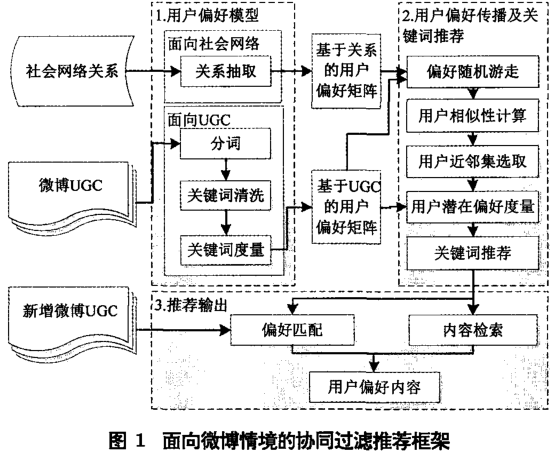 1.用户偏好模型
面向社会网络
关系抽取
社会网络关系
面向UGC
分词
关键词清洗
关键词度量
微博UGC
基于关系
的用户
偏好矩阵
基于UGC
的用户
偏好矩阵
2.用户偏好传播及关
键词推荐
偏好随机游走
用户相似性计算
用户近邻集选取
用户潜在偏好度量
关键词推荐
新增微博UGC
3.推荐输出
偏好匹配
内容检索
用户偏好内容
图 1 面向微博情境的协同过滤推荐框架